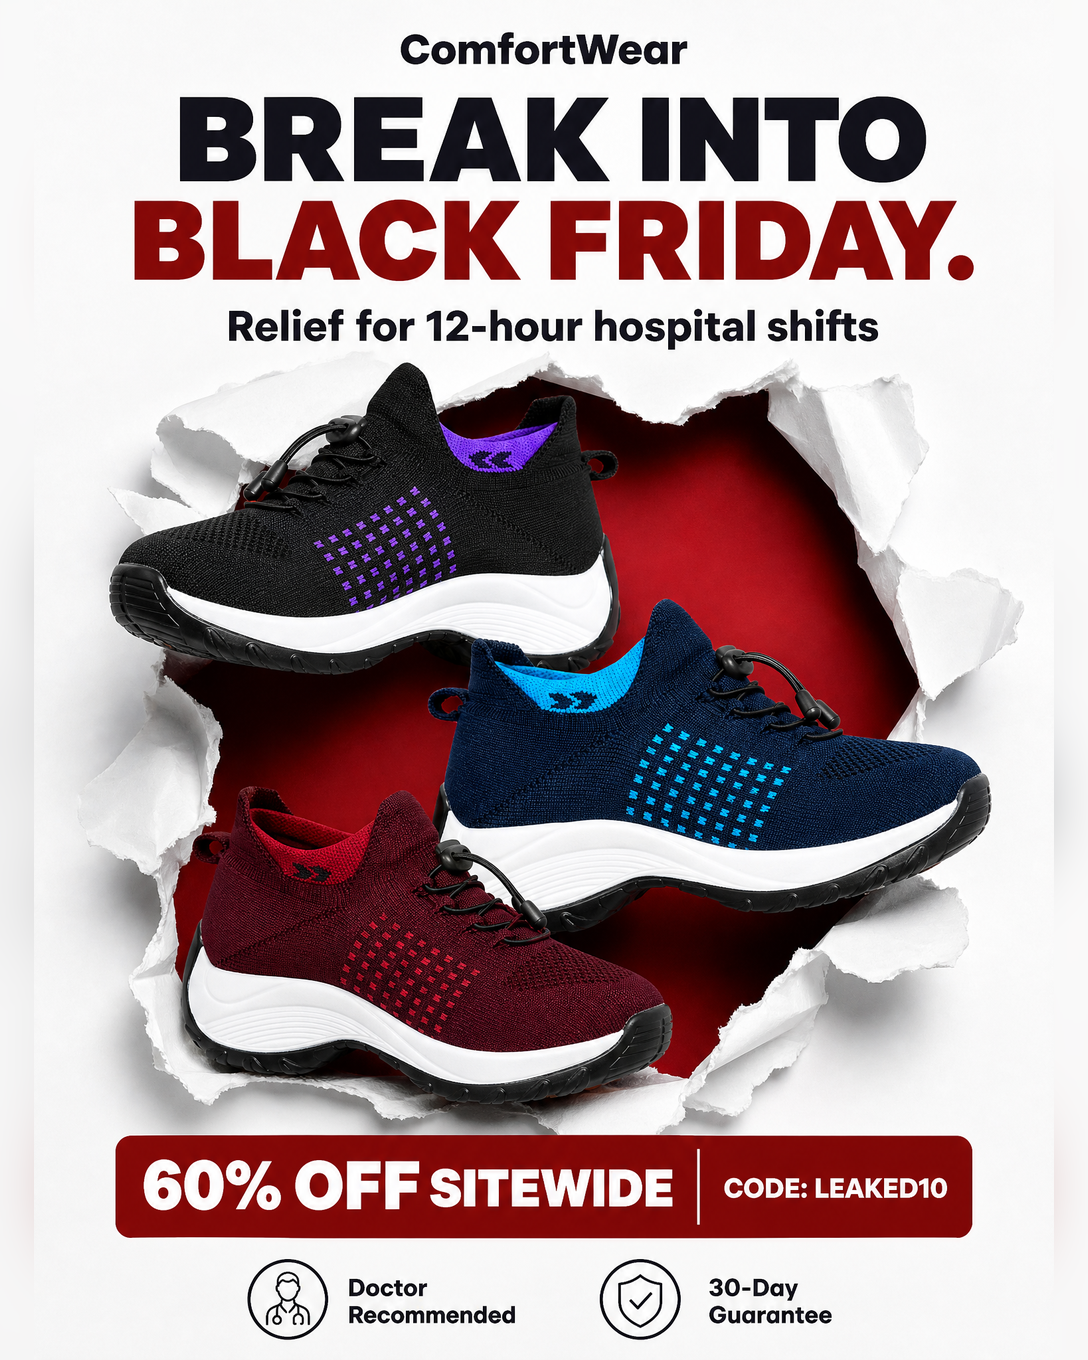 ComfortWear
BREAK INTO
BLACK FRIDAY.
Relief for 12-hour hospital shifts
60% OFF SITEWIDE
CODE: LEAKED10
Doctor
Recommended
30-Day
Guarantee